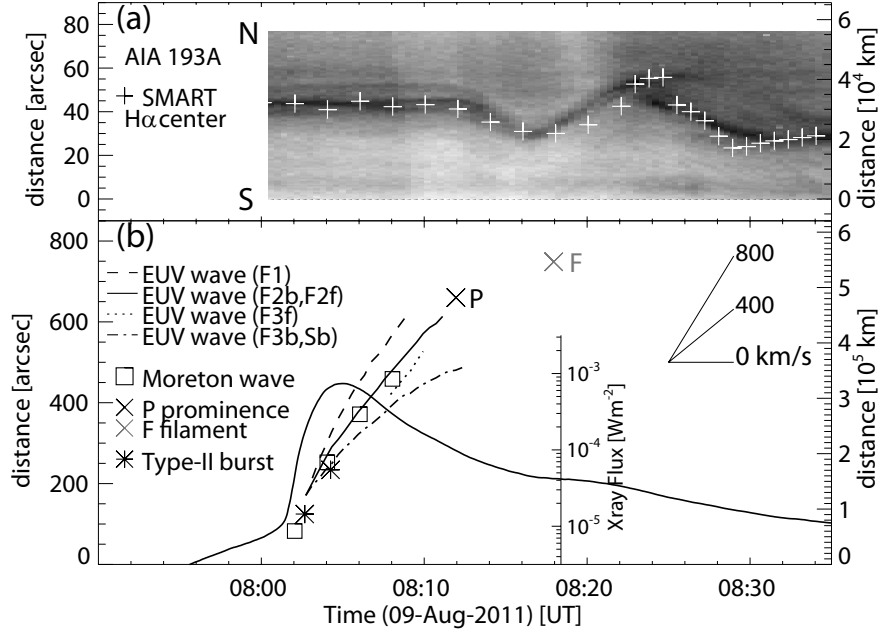 (a)
N
AIA 193A
+ SMART
Hα center
S
distance [arcsec]
80
60
40
20
0
distance [10⁴ km]
6
4
2
0
(b)
EUV wave (F1)
EUV wave (F2b,F2f)
EUV wave (F3f)
EUV wave (F3b,Sb)
Moreton wave
P prominence
F filament
Type-II burst
P
F
800
400
0 km/s
distance [arcsec]
800
600
400
200
0
Xray Flux [Wm⁻²]
10⁻³
10⁻⁴
10⁻⁵
distance [10⁵ km]
6
5
4
3
2
1
0
08:00
08:10
08:20
08:30
Time (09-Aug-2011) [UT]